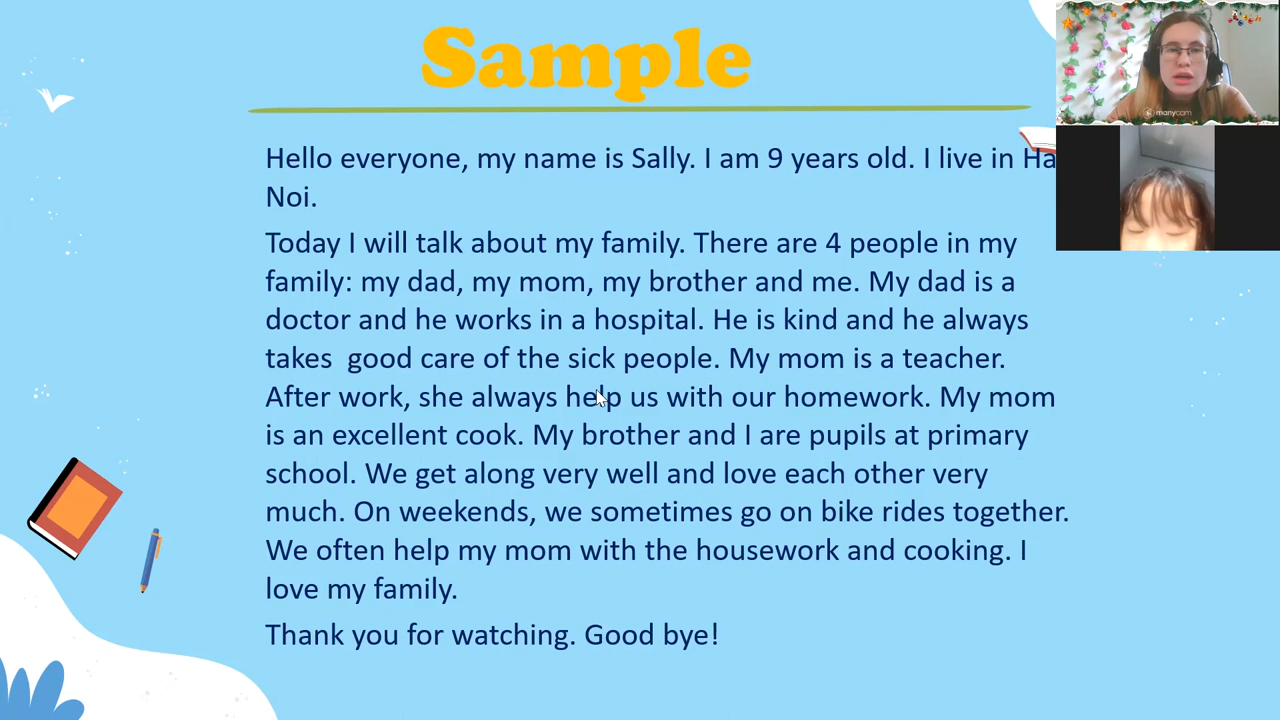 Sample
Hello everyone, my name is Sally. I am 9 years old. I live in Ha
Noi.
Today I will talk about my family. There are 4 people in my
family: my dad, my mom, my brother and me. My dad is a
doctor and he works in a hospital. He is kind and he always
takes  good care of the sick people. My mom is a teacher.
After work, she always help us with our homework. My mom
is an excellent cook. My brother and I are pupils at primary
school. We get along very well and love each other very
much. On weekends, we sometimes go on bike rides together.
We often help my mom with the housework and cooking. I
love my family.
Thank you for watching. Good bye!
manycam